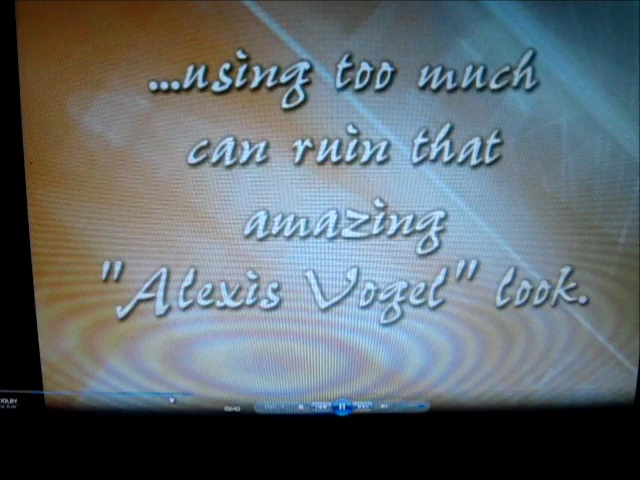 ...using too much
can ruin that
amazing
"Alexis Vogel" look.